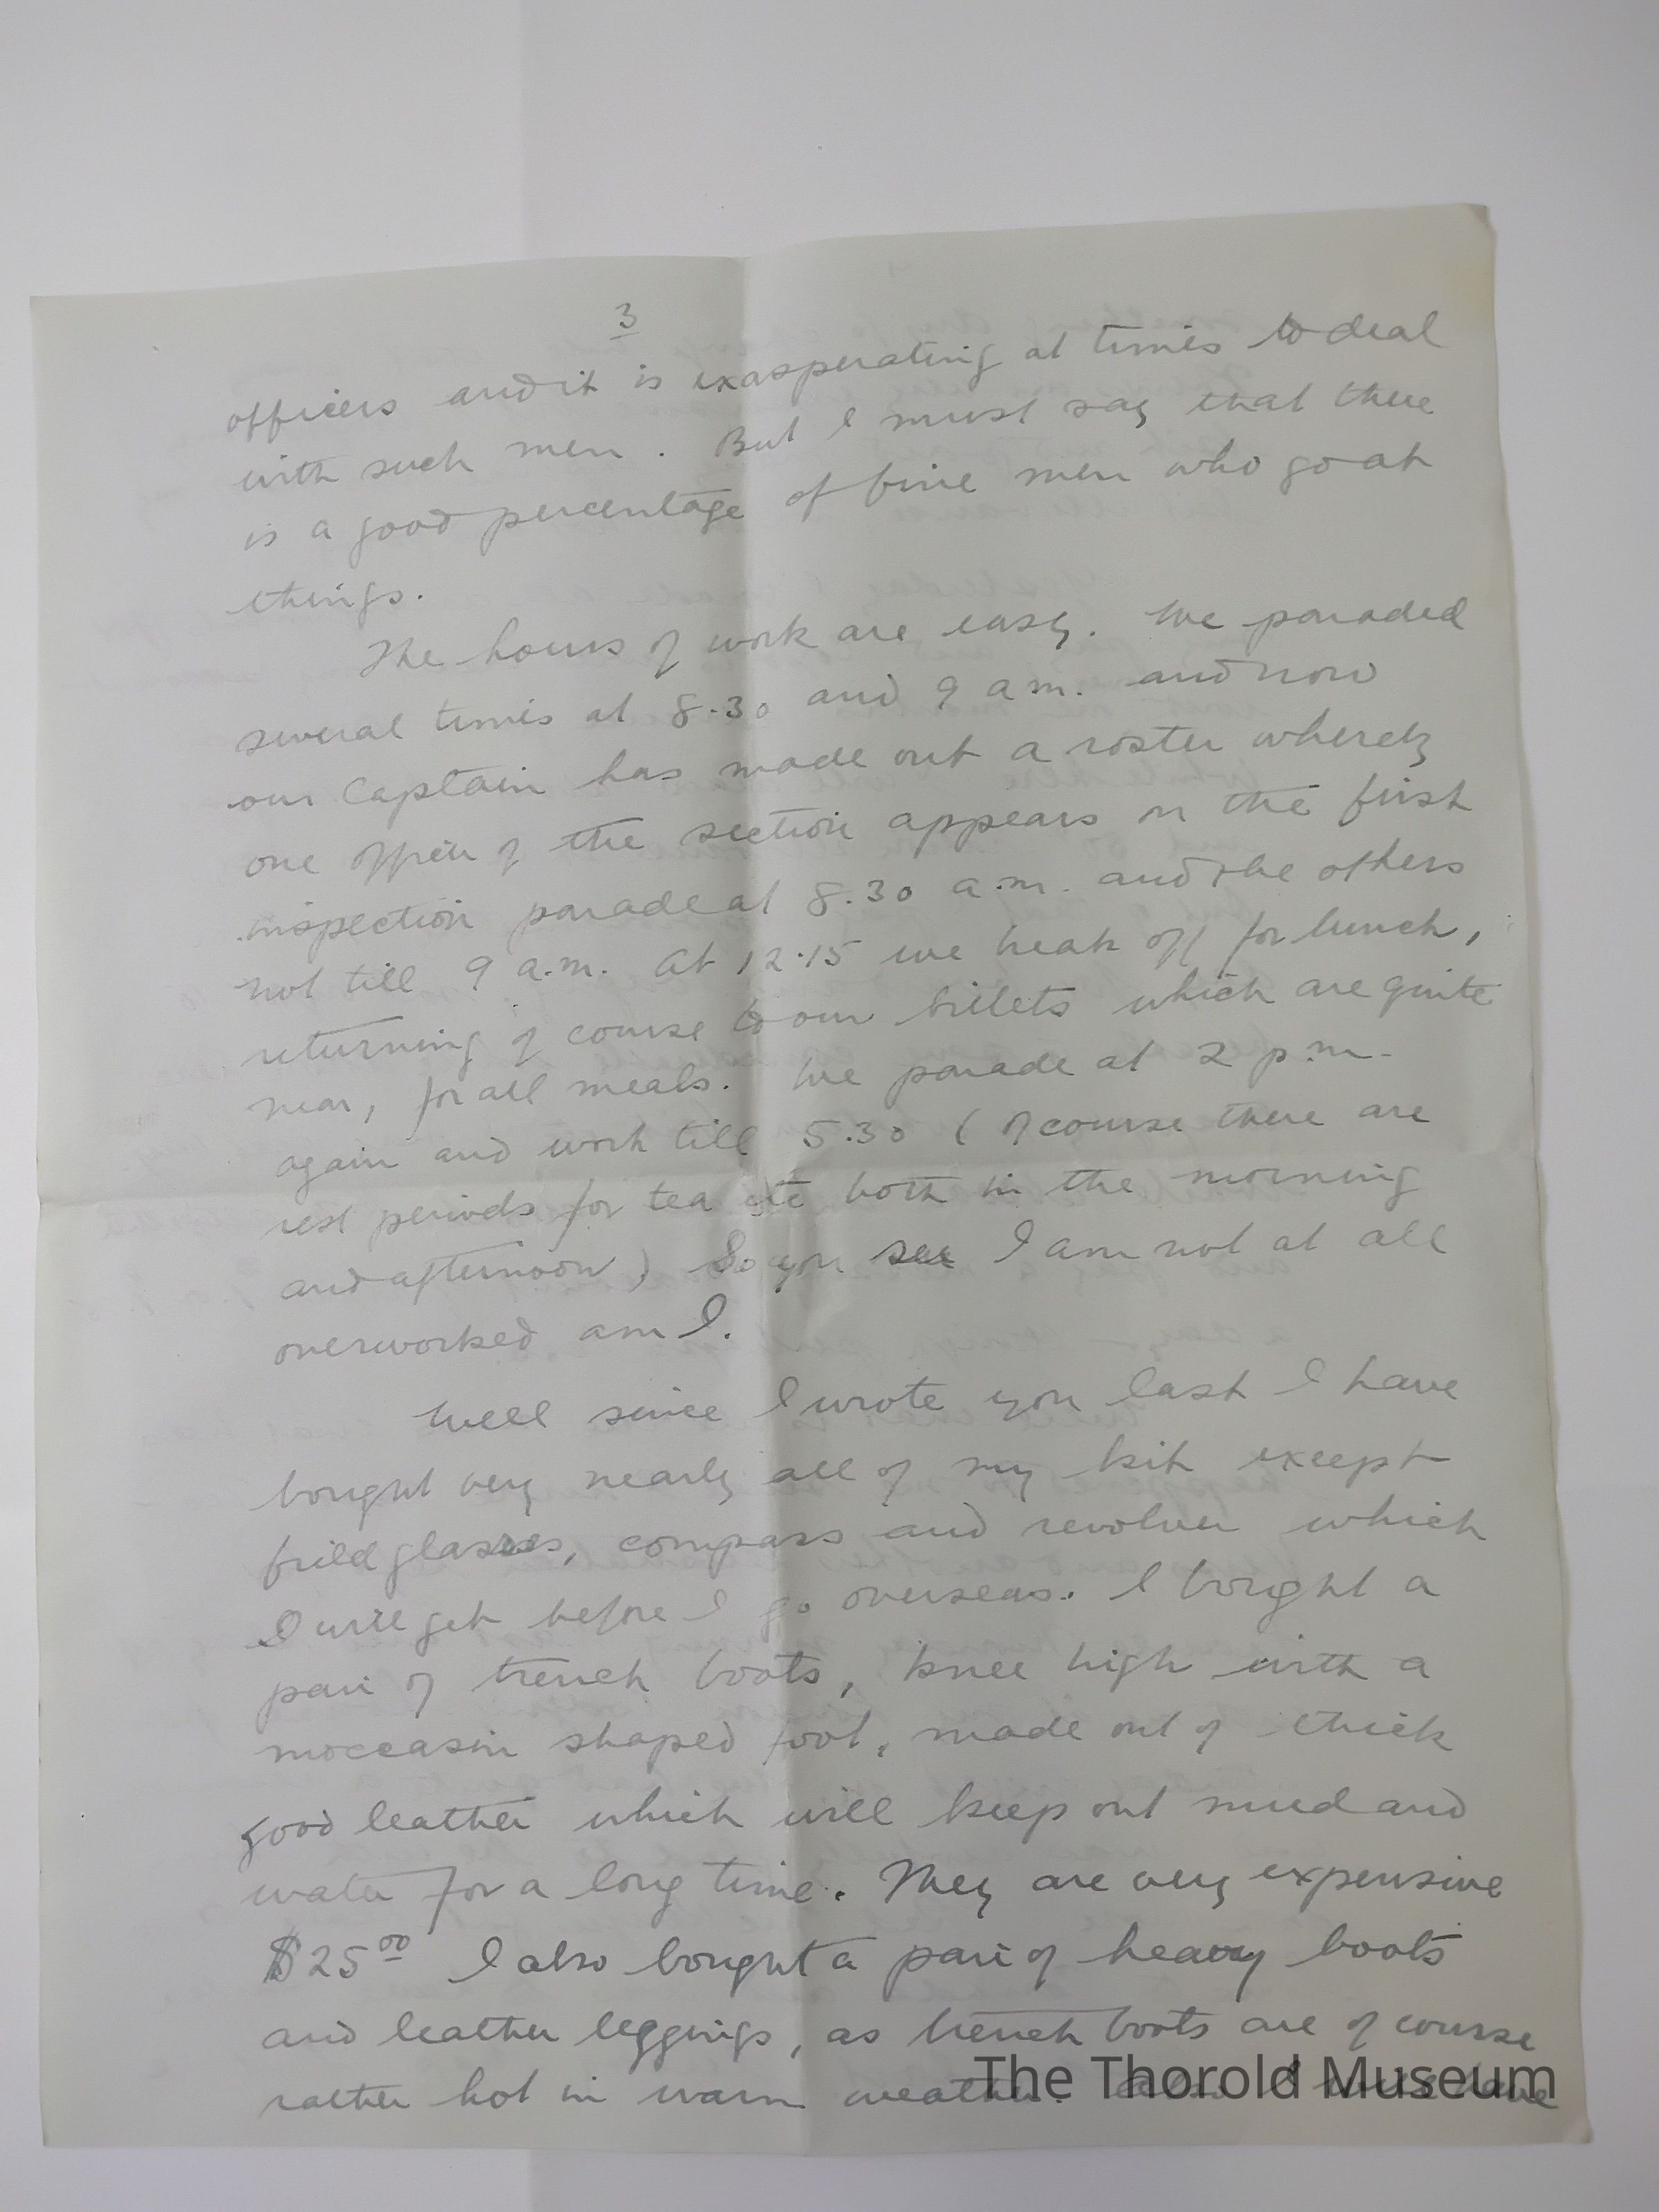 3
officers and it is exasperating at times to deal
with such men. But I must say that there
is a good percentage of fine men who go at
things.
The hours of work are easy. We paraded
several times at 8.30 and 9 a.m. and now
our Captain has made out a roster whereby
one officer of the section appears on the first
inspection parade at 8.30 a.m. and the others
not till 9 a.m. At 12.15 we break off for lunch,
returning of course to our billets which are quite
near, for all meals. We parade at 2 p.m.
again and work till 5.30 (of course there are
rest periods for tea etc both in the morning
and afternoon) So you see I am not at all
overworked am I.
Well since I wrote you last I have
bought very nearly all of my kit except
field glasses, compass and revolver which
I will get before I go overseas. I bought a
pair of trench boots, knee high with a
moccasin shaped foot, made out of thick
good leather which will keep out mud and
water for a long time. They are very expensive
$25.00 I also bought a pair of heavy boots
and leather leggings, as trench boots are of course
rather hot in warm weather. Also I will have
The Thorold Museum